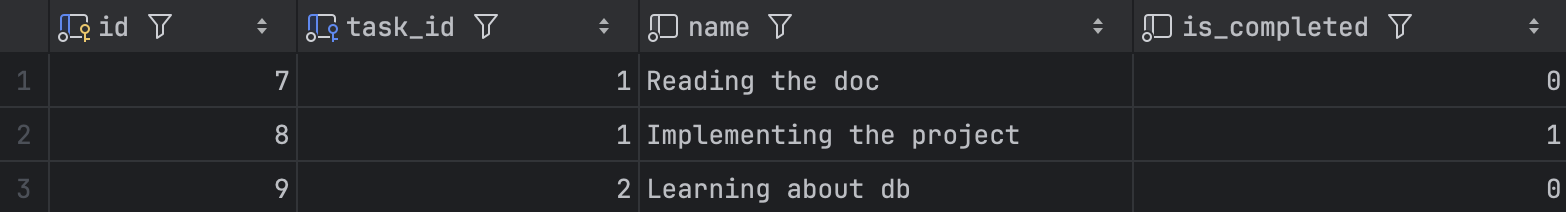 id task_id name is_completed
1 7 1 Reading the doc 0
2 8 1 Implementing the project 1
3 9 2 Learning about db 0